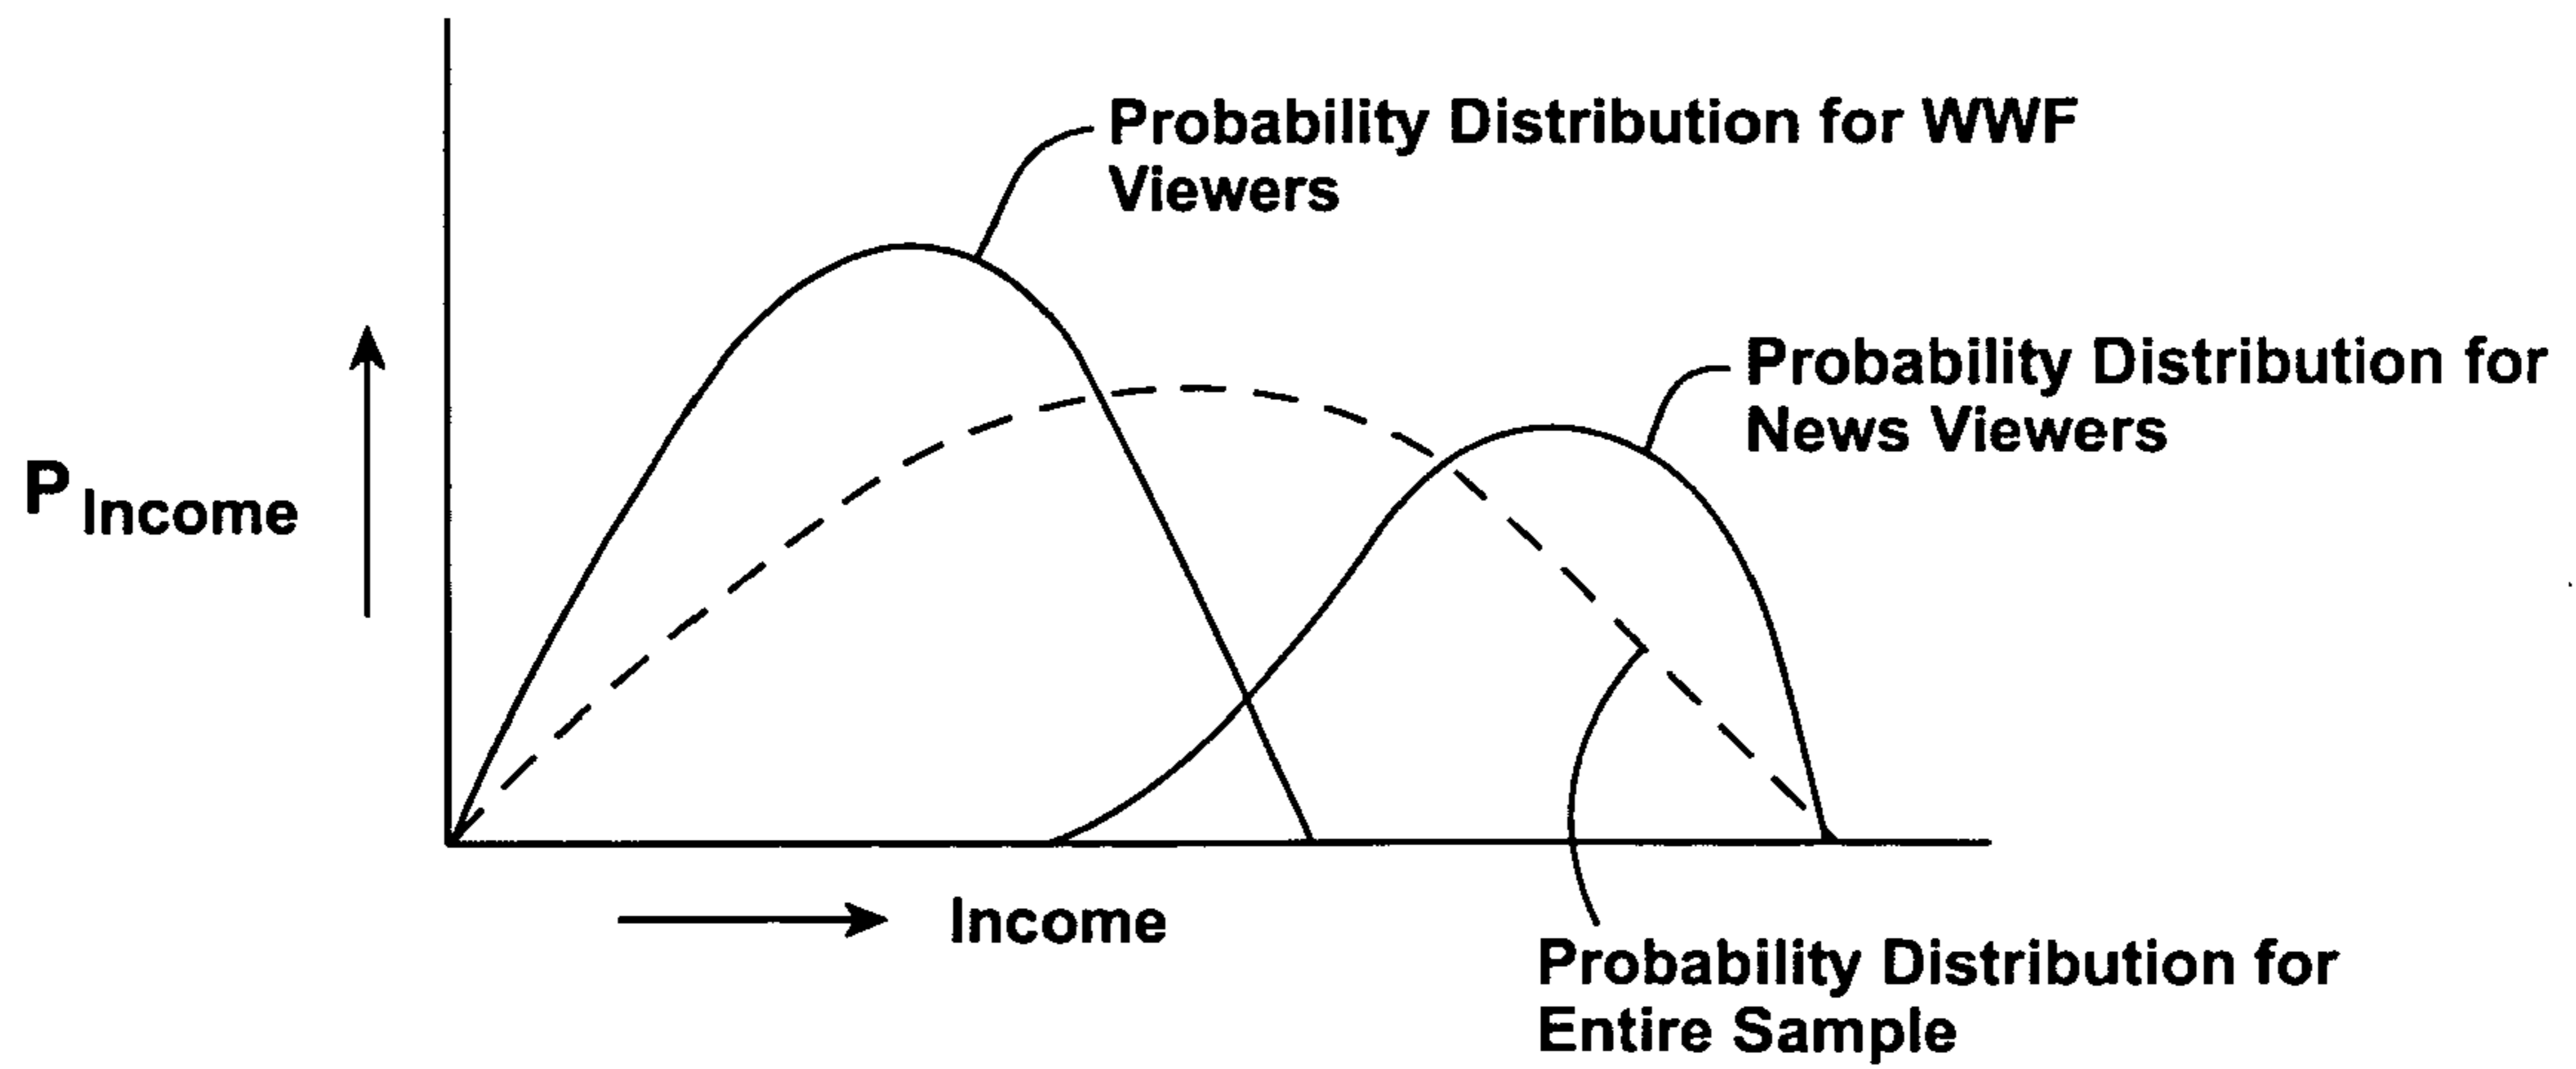 Probability Distribution for WWF
Viewers
Probability Distribution for
News Viewers
P Income
Income
Probability Distribution for
Entire Sample